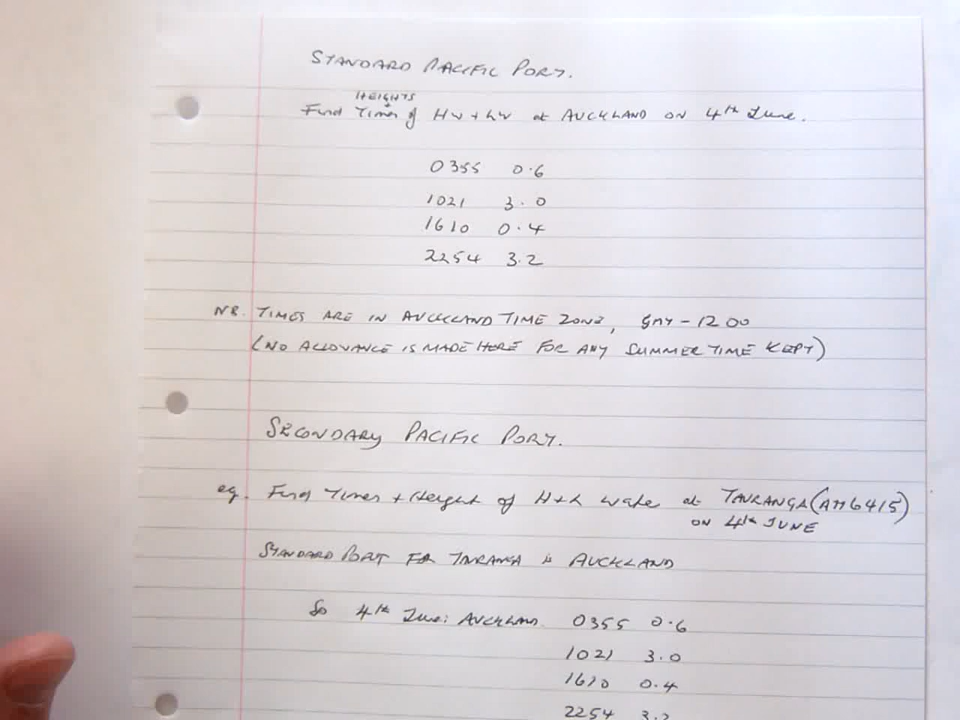 STANDARD PACIFIC PORT.
HEIGHTS
Find Times of HW + LW at AUCKLAND ON 4th June.
0355 0.6
1021 3.0
1610 0.4
2254 3.2
NB. TIMES ARE IN AUCKLAND TIME ZONE, GMT - 1200
(NO ALLOWANCE IS MADE HERE FOR ANY SUMMER TIME KEPT)
SECONDARY PACIFIC PORT.
eg. Find Times + Height of H + L Water at TAURANGA (AT16415)
ON 4th JUNE
STANDARD PORT FOR TAURANGA is AUCKLAND
So 4th June: AUCKLAND 0355 0.6
1021 3.0
1610 0.4
2254 3.2